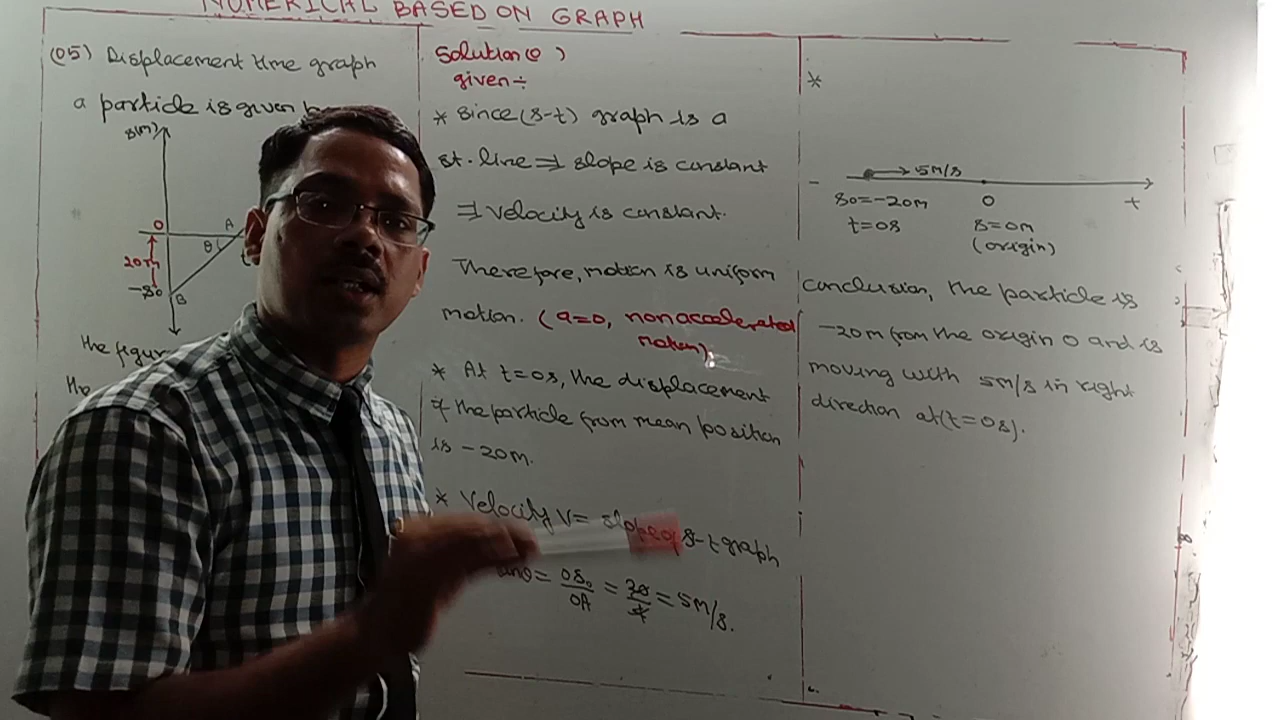 NUMERICAL BASED ON GRAPH
(05) Displacement time graph
a particle is given
s(m)
O
A
θ
20m
-s0
B
the figur
the
Solution(e)
given÷
* Since (s-t) graph is a
st. line ⇒ slope is constant
⇒ Velocity is constant.
Therefore, motion is uniform
motion. (a=0, non accelerated
motion).
* At t=0s, the displacement
of the particle from mean position
is -20m.
* Velocity V= slope of s-t graph
tanθ = OS₀/OA = 20/4 = 5m/s.
*
→ 5m/s
s0=-20m O t
t=0s s=0m
(origin)
Conclusion, the particle is
-20m from the origin O and is
moving with 5m/s in right
direction at (t=0s).